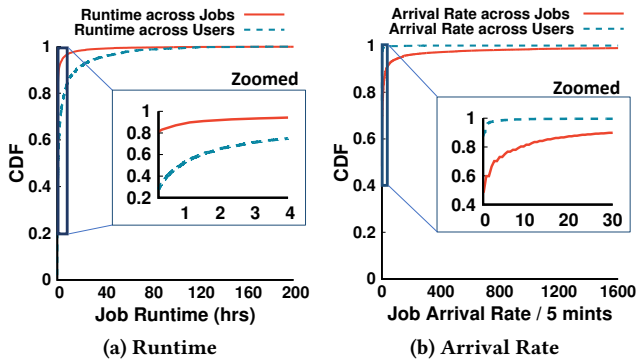 Runtime across Jobs
Runtime across Users
Zoomed
1
0.8
0.6
0.4
0.2
0
CDF
1
0.8
0.6
0.4
0.2
1 2 3 4
0 40 80 120 160 200
Job Runtime (hrs)
(a) Runtime
Arrival Rate across Jobs
Arrival Rate across Users
Zoomed
1
0.8
0.6
0.4
0.2
0
CDF
1
0.8
0.6
0.4
0 10 20 30
0 400 800 1200 1600
Job Arrival Rate / 5 mints
(b) Arrival Rate